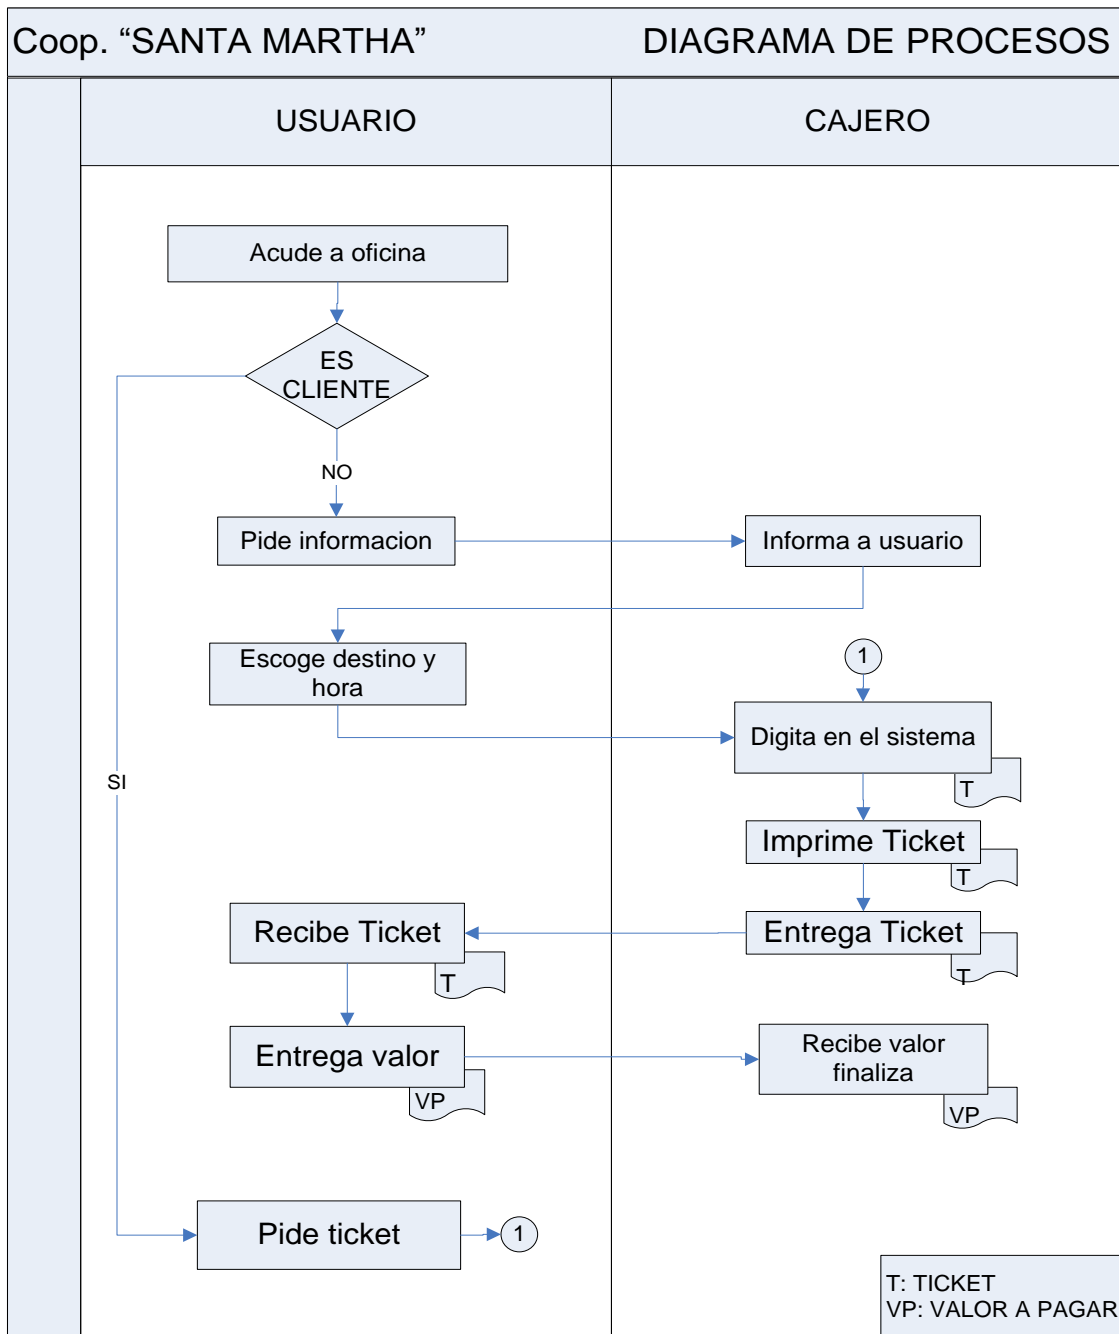 Coop. “SANTA MARTHA”
DIAGRAMA DE PROCESOS
USUARIO
CAJERO
Acude a oficina
ES
CLIENTE
NO
Pide informacion
Informa a usuario
Escoge destino y
hora
1
Digita en el sistema
T
SI
Imprime Ticket
T
Recibe Ticket
T
Entrega Ticket
T
Entrega valor
VP
Recibe valor
finaliza
VP
Pide ticket
1
T: TICKET
VP: VALOR A PAGAR